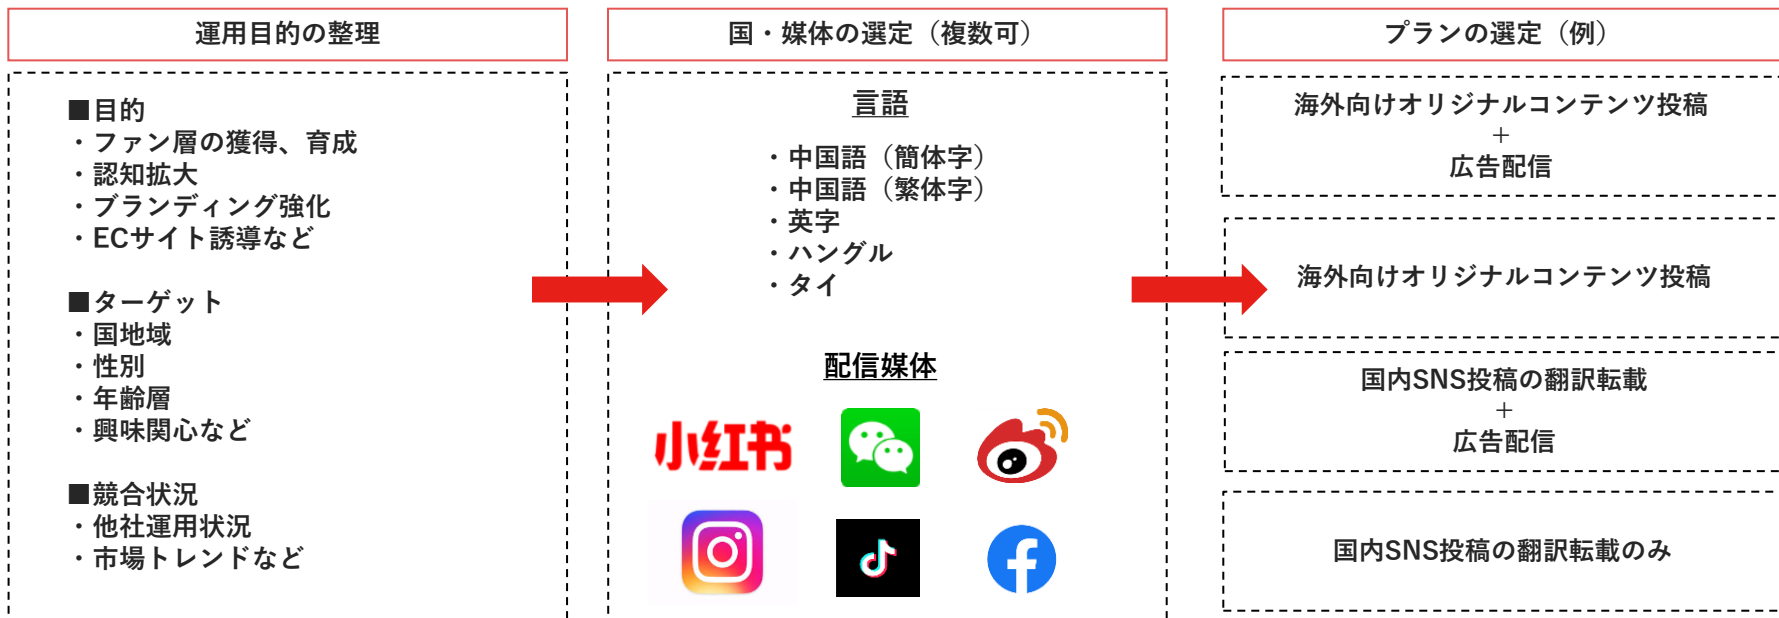 運用目的の整理
■目的
・ファン層の獲得、育成
・認知拡大
・ブランディング強化
・ECサイト誘導など
■ターゲット
・国地域
・性別
・年齢層
・興味関心など
■競合状況
・他社運用状況
・市場トレンドなど
国・媒体の選定（複数可）
言語
・中国語（簡体字）
・中国語（繁体字）
・英字
・ハングル
・タイ
配信媒体
小红书
プランの選定（例）
海外向けオリジナルコンテンツ投稿
＋
広告配信
海外向けオリジナルコンテンツ投稿
国内SNS投稿の翻訳転載
＋
広告配信
国内SNS投稿の翻訳転載のみ